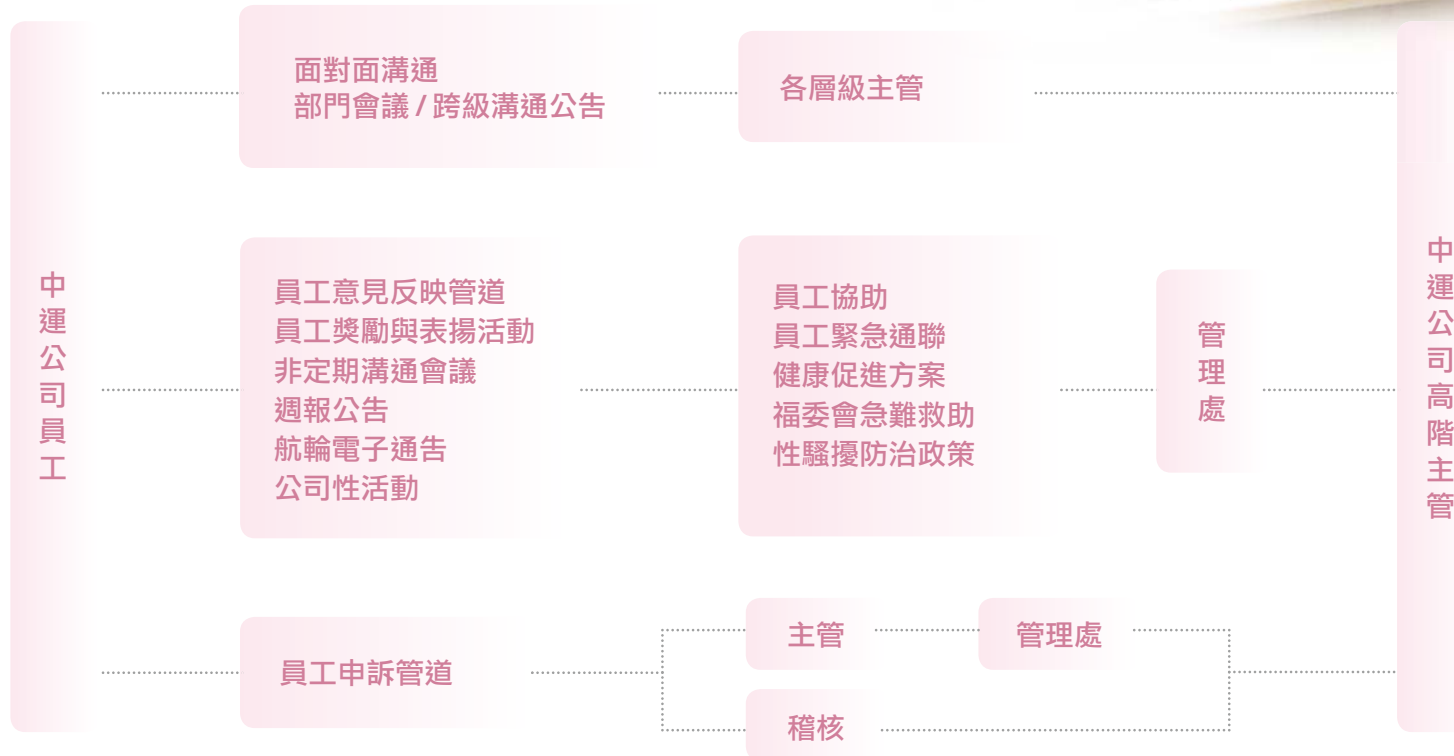 中運公司員工
面對面溝通
部門會議 / 跨級溝通公告
各層級主管
員工意見反映管道
員工獎勵與表揚活動
非定期溝通會議
週報公告
航輪電子通告
公司性活動
員工協助
員工緊急通聯
健康促進方案
福委會急難救助
性騷擾防治政策
管理處
員工申訴管道
主管
管理處
稽核
中運公司高階主管